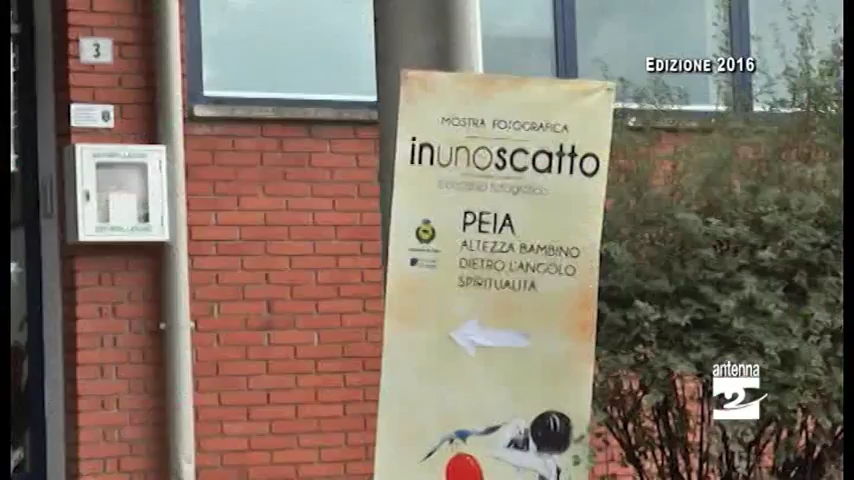 3
EDIZIONE 2016
MOSTRA FOTOGRAFICA
inunoscatto
concorso fotografico
PEIA
ALTEZZA BAMBINO
DIETRO L'ANGOLO
SPIRITUALITÀ
antenna
2